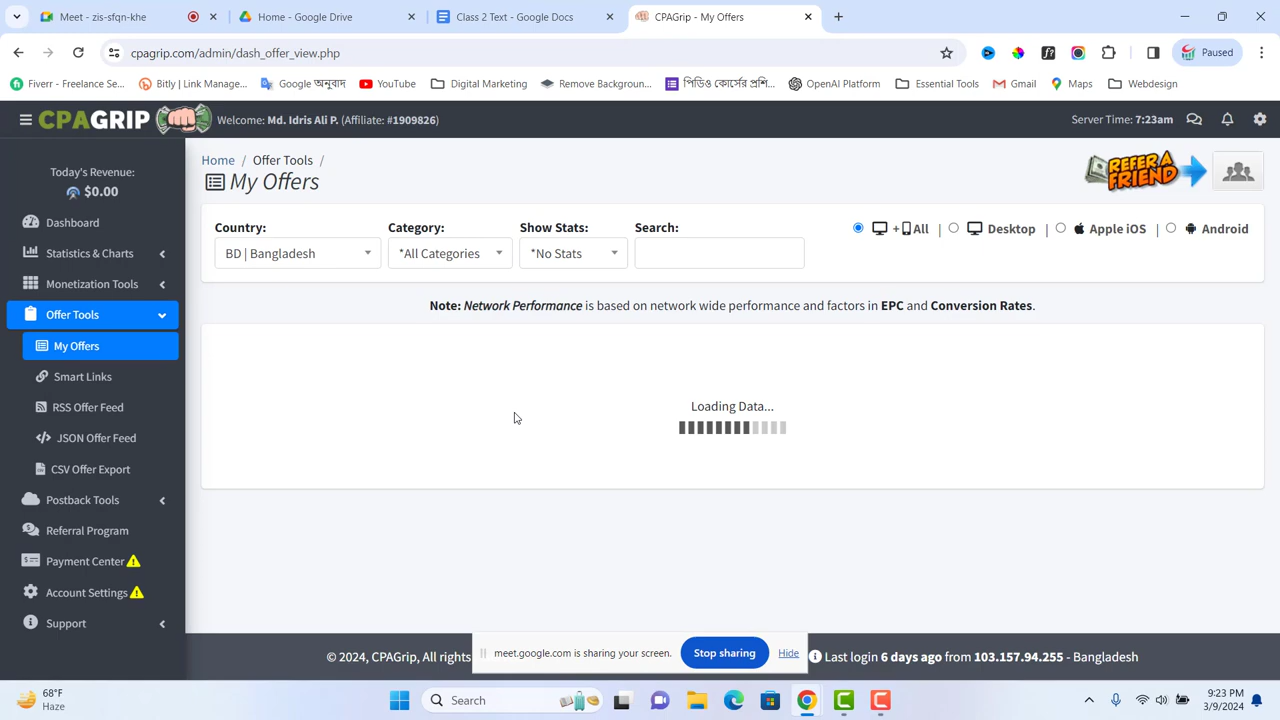 Meet - zis-sfqn-khe
Home - Google Drive
Class 2 Text - Google Docs
CPAGrip - My Offers
cpagrip.com/admin/dash_offer_view.php
Paused
Fiverr - Freelance Se...
Bitly | Link Manage...
Google অনুবাদ
YouTube
Digital Marketing
Remove Background...
পিডিও কোর্সের প্রশি...
OpenAI Platform
Essential Tools
Gmail
Maps
Webdesign
CPAGRIP
Welcome: Md. Idris Ali P. (Affiliate: #1909826)
Server Time: 7:23am
Today's Revenue:
$0.00
Dashboard
Statistics & Charts
Monetization Tools
Offer Tools
My Offers
Smart Links
RSS Offer Feed
JSON Offer Feed
CSV Offer Export
Postback Tools
Referral Program
Payment Center
Account Settings
Support
Home / Offer Tools /
My Offers
REFER A FRIEND
Country:
BD | Bangladesh
Category:
*All Categories
Show Stats:
*No Stats
Search:
+ All | Desktop | Apple iOS | Android
Note: Network Performance is based on network wide performance and factors in EPC and Conversion Rates.
Loading Data...
© 2024, CPAGrip, All rights
meet.google.com is sharing your screen.
Stop sharing
Hide
Last login 6 days ago from 103.157.94.255 - Bangladesh
68°F
Haze
Search
9:23 PM
3/9/2024